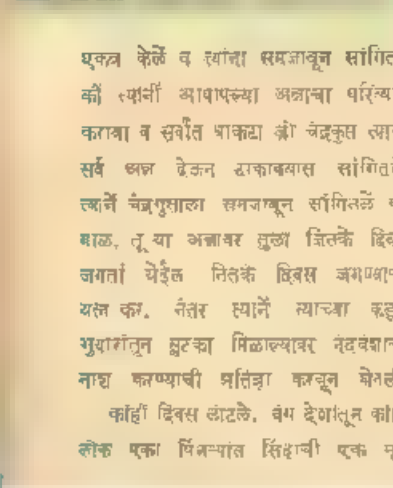 एकत्र केलें व त्यांना समजावून सांगित
कीं त्यानीं आपापल्या अन्नाचा परित्या
करावा व सर्वांत धाकटा जो चंद्रगुप्त त्या
सर्व अन्न देऊन टाकावयास सांगित
त्यानें चंद्रगुप्ताला समजावून सांगितलें
बाळ, तू या अन्नावर तुला जितके दिव
जगतां येईल तितके दिवस जगण्याच
यत्न कर. नंतर त्यानें त्याच्या कडू
भुयारांतून सुटका मिळाल्यावर नंदवंशा
नाश करण्याची प्रतिज्ञा करवून घेतली
कांहीं दिवस लोटले. वंग देशांतून कां
लोक एका पिंजऱ्यांत सिंहाची एक मू